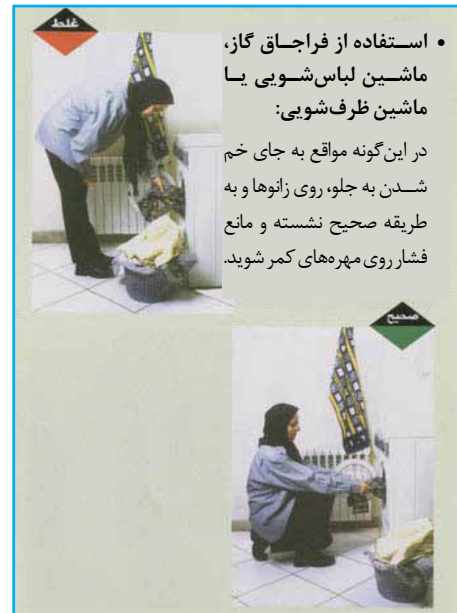 غلط
• استفاده از فراجاق گاز،
ماشین لباس‌شویی یا
ماشین ظرف‌شویی:
در این‌گونه مواقع به جای خم
شدن به جلو، روی زانوها و به
طریقه صحیح نشسته و مانع
فشار روی مهره‌های کمر شوید.
صحیح